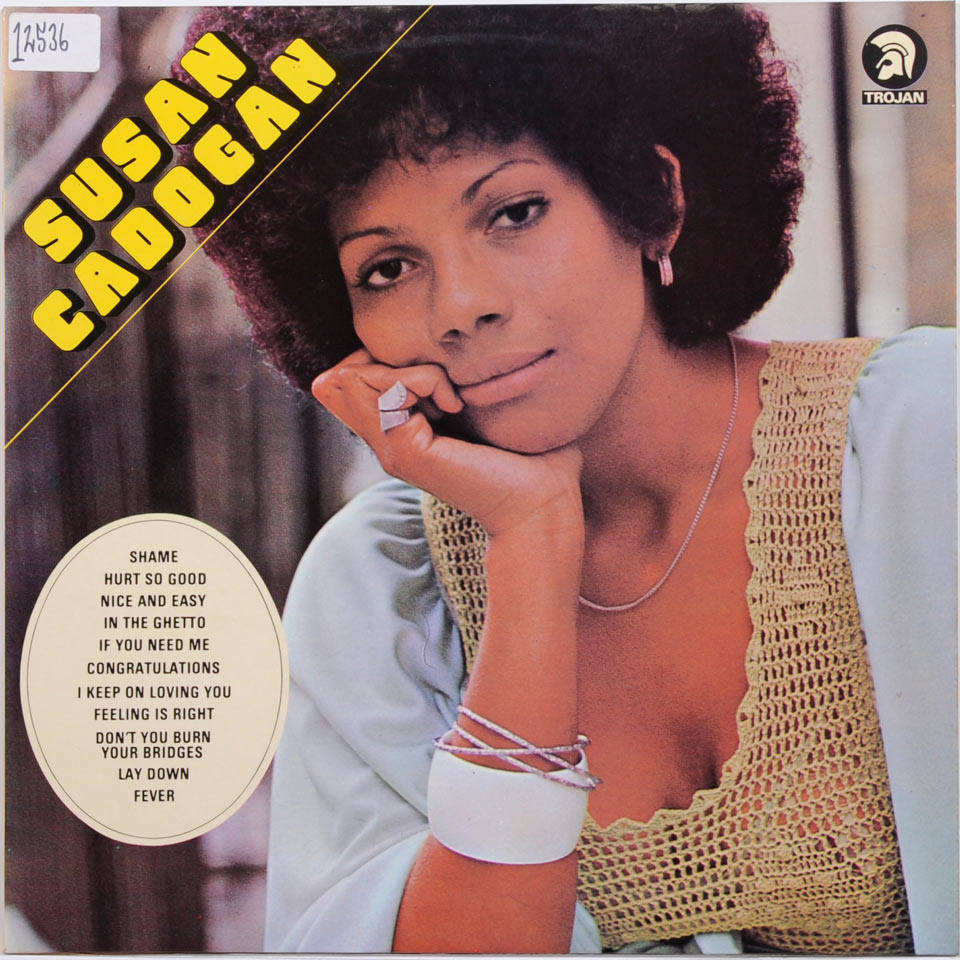 12536
SUSAN
CADOGAN
TROJAN
SHAME
HURT SO GOOD
NICE AND EASY
IN THE GHETTO
IF YOU NEED ME
CONGRATULATIONS
I KEEP ON LOVING YOU
FEELING IS RIGHT
DON'T YOU BURN
YOUR BRIDGES
LAY DOWN
FEVER